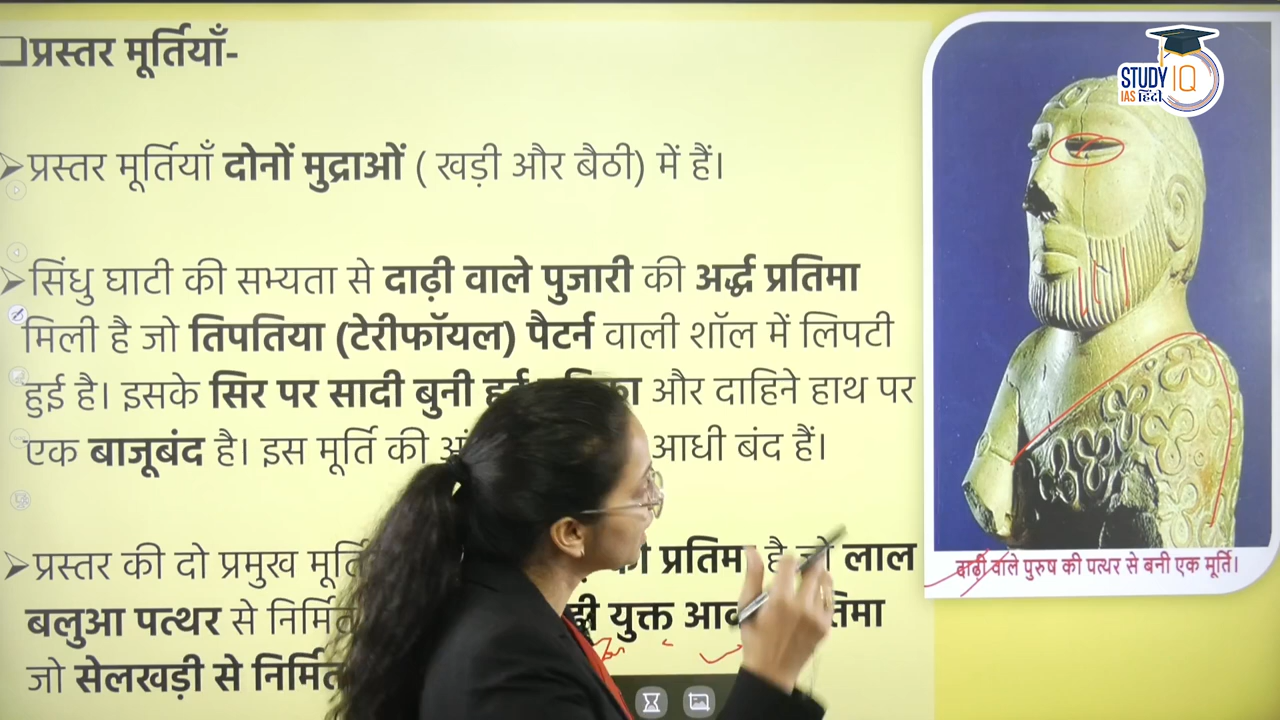 प्रस्तर मूर्तियाँ-
STUDY IQ
IAS हिंदी
प्रस्तर मूर्तियाँ दोनों मुद्राओं ( खड़ी और बैठी) में हैं।
सिंधु घाटी की सभ्यता से दाढ़ी वाले पुजारी की अर्द्ध प्रतिमा
मिली है जो तिपतिया (टेरीफॉयल) पैटर्न वाली शॉल में लिपटी
हुई है। इसके सिर पर सादी बुनी और दाहिने हाथ पर
एक बाजूबंद है। इस मूर्ति की आधी बंद हैं।
प्रस्तर की दो प्रमुख प्रतिमा है जो लाल
बलुआ पत्थर से युक्त
जो सेलखड़ी से
दाढ़ी वाले पुरुष की पत्थर से बनी एक मूर्ति।